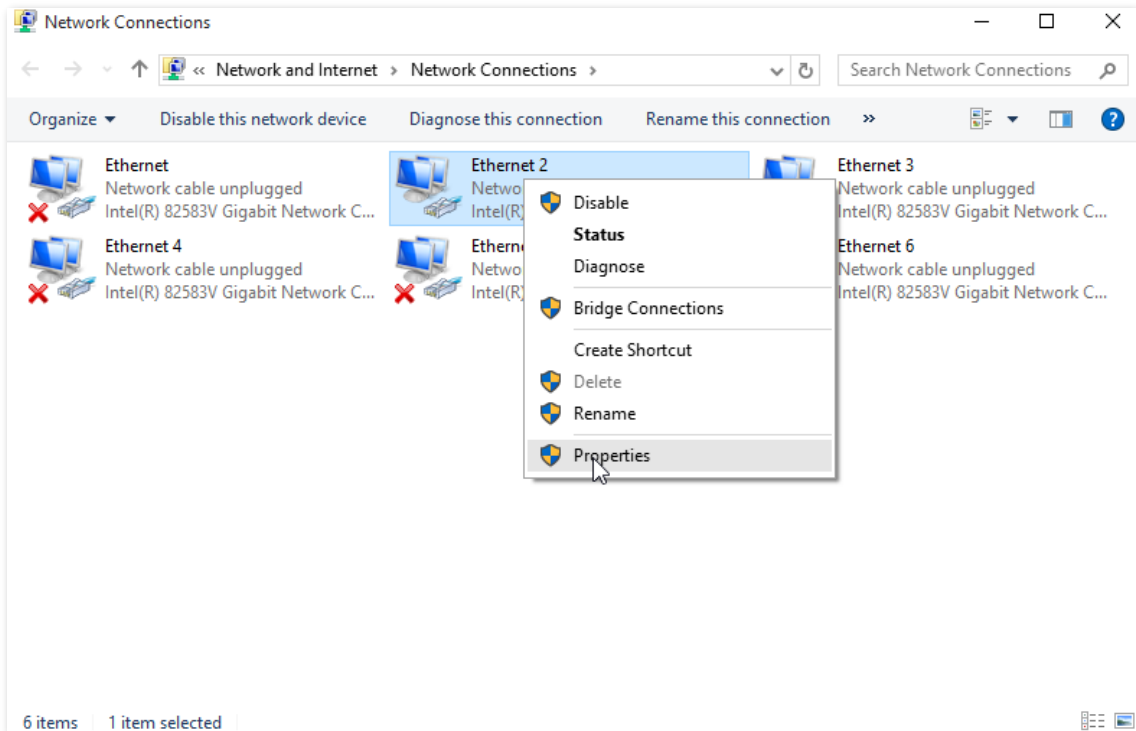 Network Connections
« Network and Internet > Network Connections >
Search Network Connections
Organize
Disable this network device
Diagnose this connection
Rename this connection
»
Ethernet
Network cable unplugged
Intel(R) 82583V Gigabit Network C...
Ethernet 2
Netwo
Intel(R)
Ethernet 3
Network cable unplugged
Intel(R) 82583V Gigabit Network C...
Ethernet 4
Network cable unplugged
Intel(R) 82583V Gigabit Network C...
Ethern
Netwo
Intel(R)
Ethernet 6
Network cable unplugged
Intel(R) 82583V Gigabit Network C...
Disable
Status
Diagnose
Bridge Connections
Create Shortcut
Delete
Rename
Properties
6 items
1 item selected